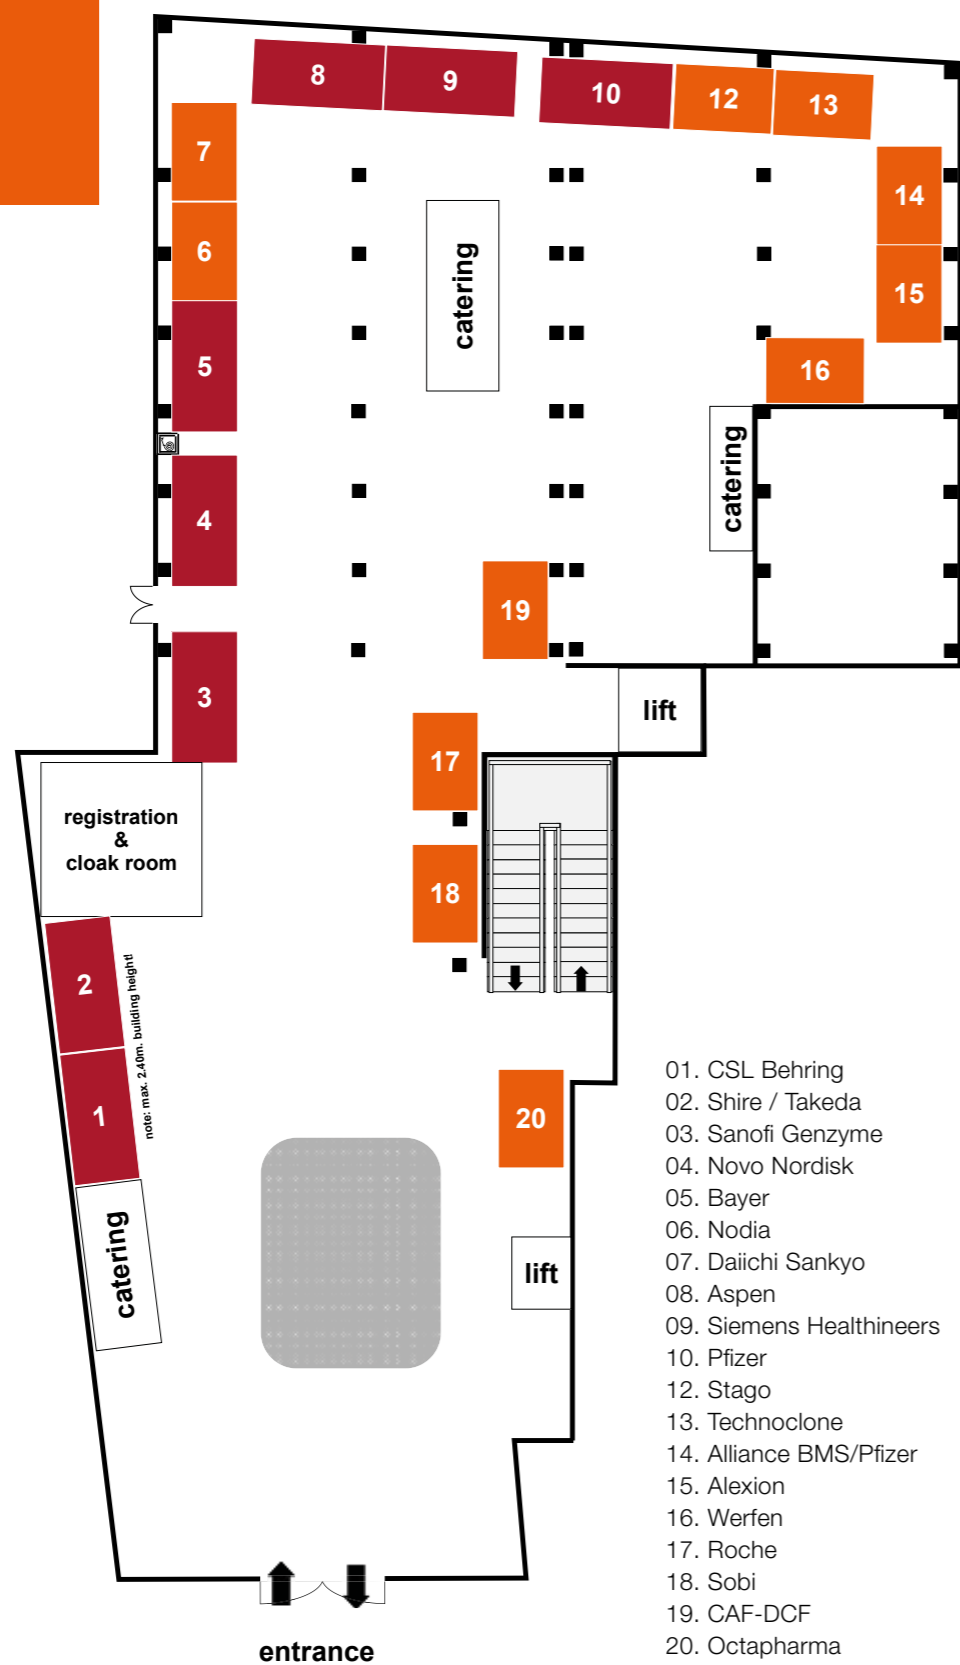 8
9
10
12
13
7
14
6
catering
15
5
16
catering
4
19
3
lift
17
registration
&
cloak room
18
2
note: max. 2.40m. building height!
1
20
catering
lift
01. CSL Behring
02. Shire / Takeda
03. Sanofi Genzyme
04. Novo Nordisk
05. Bayer
06. Nodia
07. Daiichi Sankyo
08. Aspen
09. Siemens Healthineers
10. Pfizer
12. Stago
13. Technoclone
14. Alliance BMS/Pfizer
15. Alexion
16. Werfen
17. Roche
18. Sobi
19. CAF-DCF
20. Octapharma
entrance